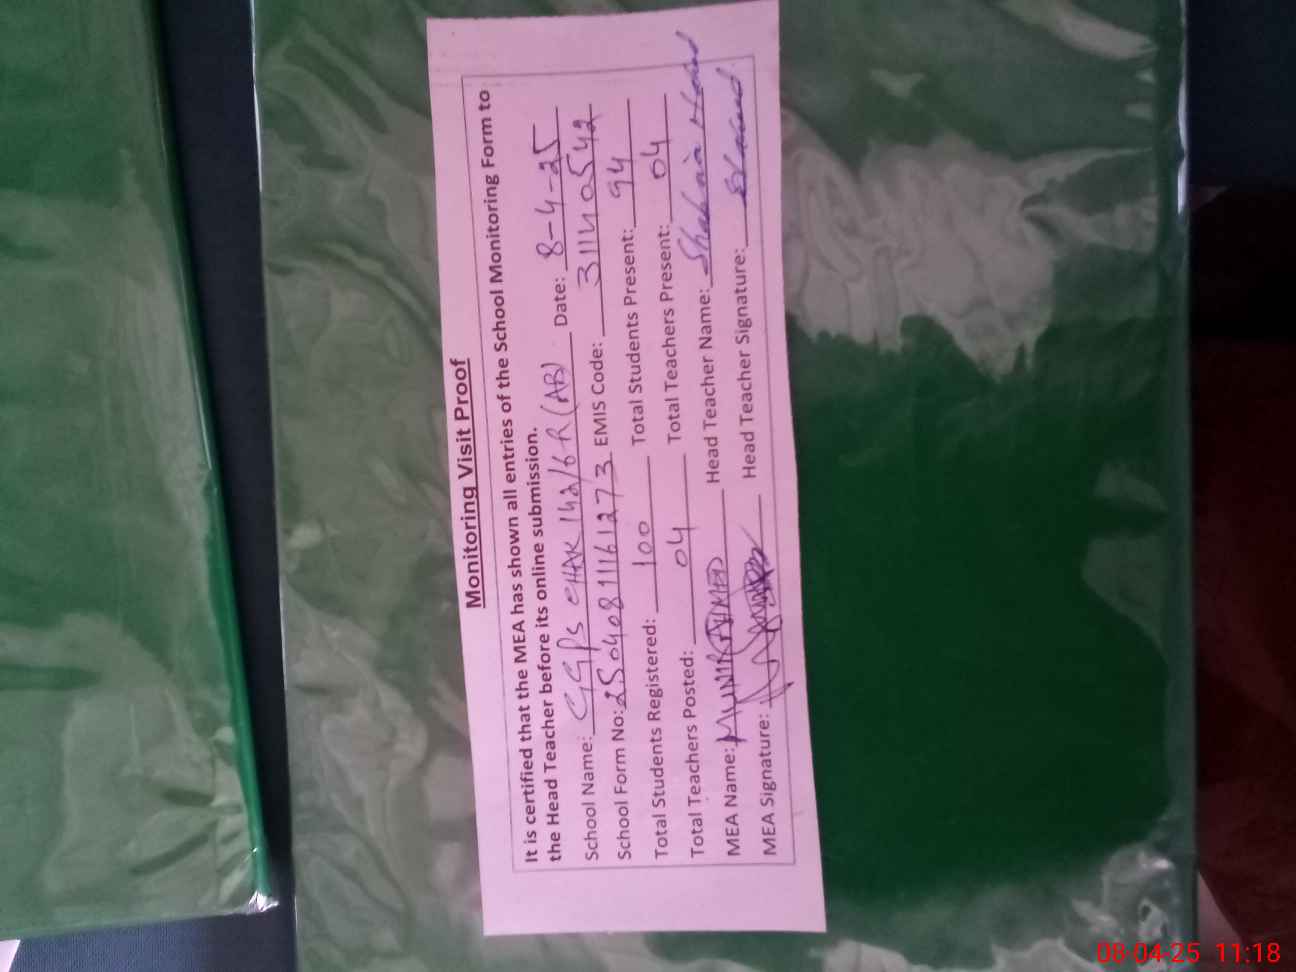 Monitoring Visit Proof
It is certified that the MEA has shown all entries of the School Monitoring Form to
the Head Teacher before its online submission.
School Name: GGPS CHAK 142/6R (AB) Date: 8-4-25
School Form No: 25040811161273 EMIS Code: 31140542
Total Students Registered: 100 Total Students Present: 94
Total Teachers Posted: 04 Total Teachers Present: 04
MEA Name: MUNIR AHMED Head Teacher Name: Shahain
MEA Signature: Head Teacher Signature:
08-04-25 11:18